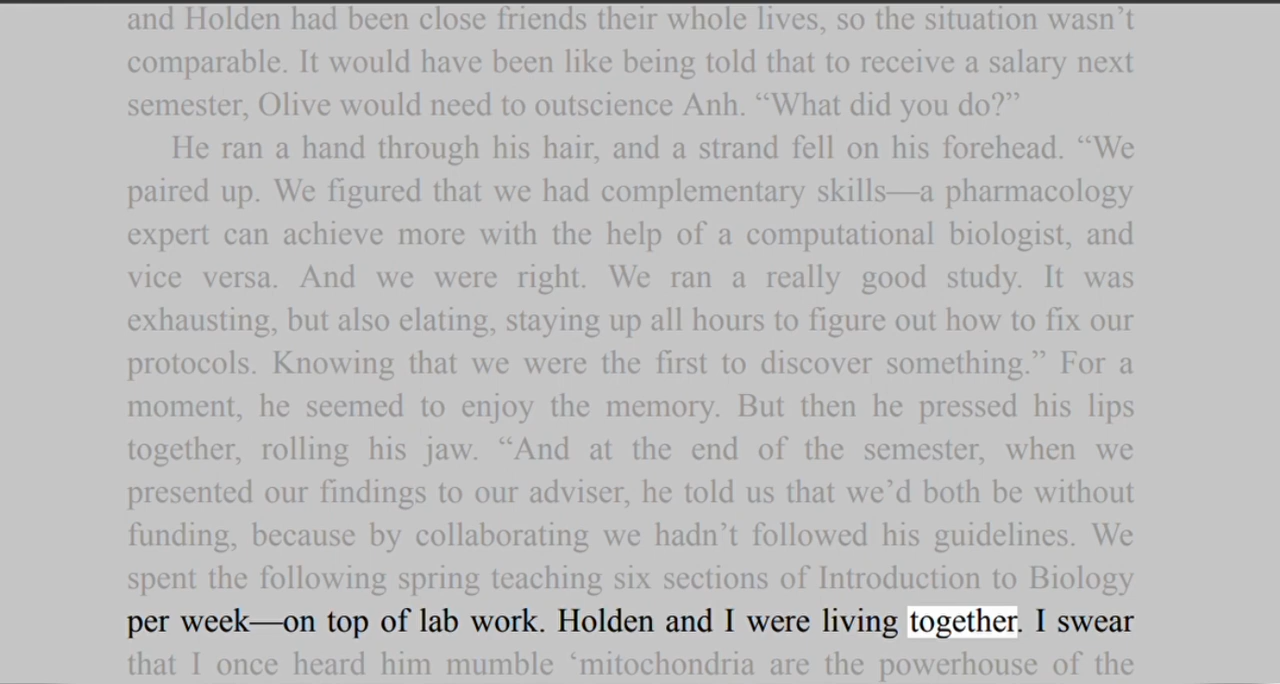 and Holden had been close friends their whole lives, so the situation wasn’t
comparable. It would have been like being told that to receive a salary next
semester, Olive would need to outscience Anh. “What did you do?”
He ran a hand through his hair, and a strand fell on his forehead. “We
paired up. We figured that we had complementary skills—a pharmacology
expert can achieve more with the help of a computational biologist, and
vice versa. And we were right. We ran a really good study. It was
exhausting, but also elating, staying up all hours to figure out how to fix our
protocols. Knowing that we were the first to discover something.” For a
moment, he seemed to enjoy the memory. But then he pressed his lips
together, rolling his jaw. “And at the end of the semester, when we
presented our findings to our adviser, he told us that we’d both be without
funding, because by collaborating we hadn’t followed his guidelines. We
spent the following spring teaching six sections of Introduction to Biology
per week—on top of lab work. Holden and I were living together. I swear
that I once heard him mumble ‘mitochondria are the powerhouse of the